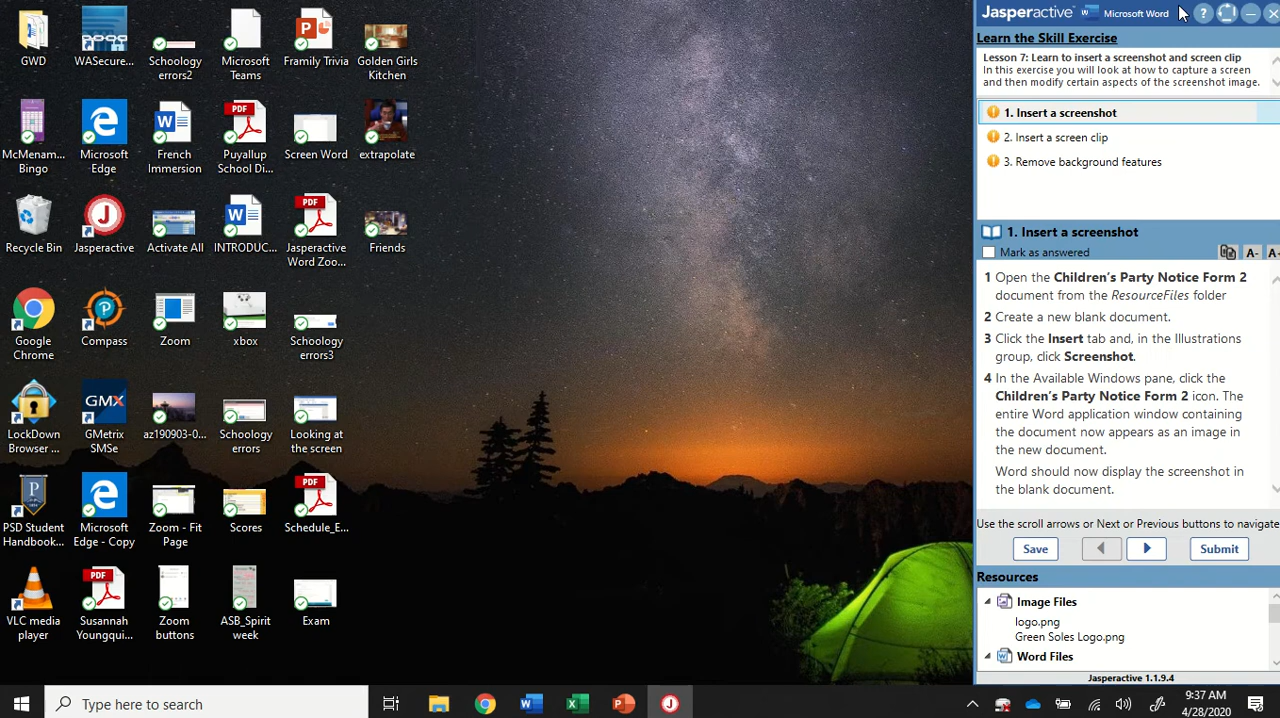 GWD
WASecure...
Schoology
errors2
Microsoft
Teams
Framily Trivia
Golden Girls
Kitchen
McMenam...
Bingo
Microsoft
Edge
French
Immersion
PDF
Puyallup
School Di...
Screen Word
extrapolate
Recycle Bin
Jasperactive
Activate All
INTRODUC...
PDF
Jasperactive
Word Zoo...
Friends
Google
Chrome
Compass
Zoom
xbox
Schoology
errors3
LockDown
Browser ...
GMX
GMetrix
SMSe
az190903-0...
Schoology
errors
Looking at
the screen
PSD Student
Handbook...
Microsoft
Edge - Copy
Zoom - Fit
Page
Scores
PDF
Schedule_E...
VLC media
player
PDF
Susannah
Youngqui...
Zoom
buttons
ASB_Spirit
week
Exam
Jasperactive Microsoft Word
Learn the Skill Exercise
Lesson 7: Learn to insert a screenshot and screen clip
In this exercise you will look at how to capture a screen
and then modify certain aspects of the screenshot image.
1. Insert a screenshot
2. Insert a screen clip
3. Remove background features
1. Insert a screenshot
Mark as answered A- A+
1 Open the Children's Party Notice Form 2
document from the ResourceFiles folder
2 Create a new blank document.
3 Click the Insert tab and, in the Illustrations
group, click Screenshot.
4 In the Available Windows pane, click the
Children's Party Notice Form 2 icon. The
entire Word application window containing
the document now appears as an image in
the new document.
Word should now display the screenshot in
the blank document.
Use the scroll arrows or Next or Previous buttons to navigate
Save Submit
Resources
Image Files
logo.png
Green Soles Logo.png
Word Files
Jasperactive 1.1.9.4
Type here to search
9:37 AM
4/28/2020